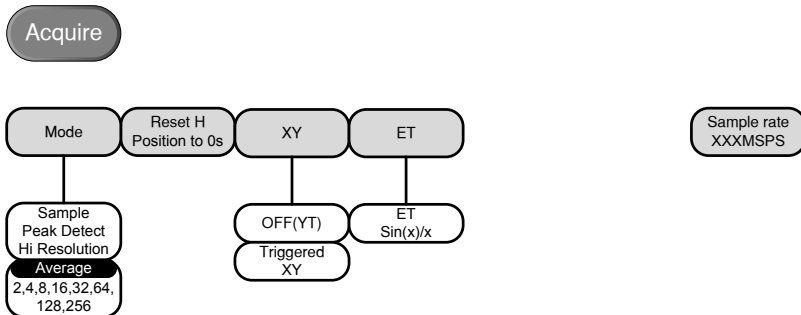 Acquire
Mode
Reset H
Position to 0s
XY
ET
Sample rate
XXXMSPS
Sample
Peak Detect
Hi Resolution
Average
2,4,8,16,32,64,
128,256
OFF(YT)
Triggered
XY
ET
Sin(x)/x